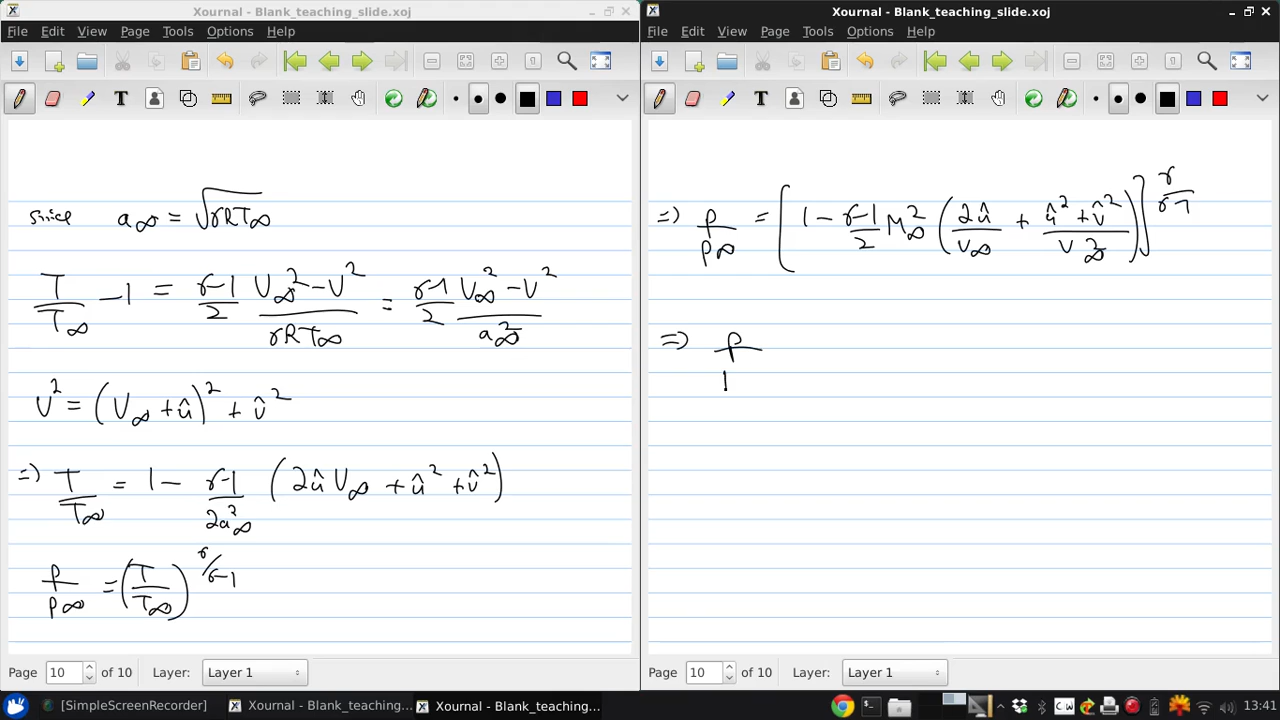 Xournal - Blank_teaching_slide.xoj
File Edit View Page Tools Options Help
since a∞ = √γRT∞
T/T∞ − 1 = γ−1/2 V∞² − V²/γRT∞ = γ−1/2 V∞² − V²/a∞²
V² = (V∞ + û)² + v̂²
=> T/T∞ = 1 − γ−1/2a∞² (2ûV∞ + û² + v̂²)
p/p∞ = (T/T∞)^γ/γ−1
Page 10 of 10 Layer: Layer 1
Xournal - Blank_teaching_slide.xoj
File Edit View Page Tools Options Help
=> p/p∞ = [1 − γ−1/2 M∞² (2û/V∞ + û² + v̂²/V∞²)]^γ/γ−1
=> p
Page 10 of 10 Layer: Layer 1
[SimpleScreenRecorder] Xournal - Blank_teaching_slide.... Xournal - Blank_teaching_slide.... 13:41